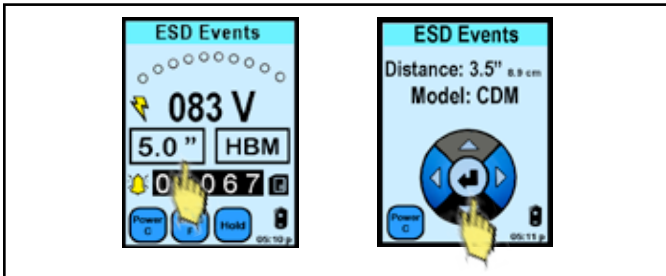 ESD Events
083 V
5.0 ”
HBM
0 067
Power
C
F
Hold
05:10 p
ESD Events
Distance: 3.5” 8.9 cm
Model: CDM
Power
C
05:11 p